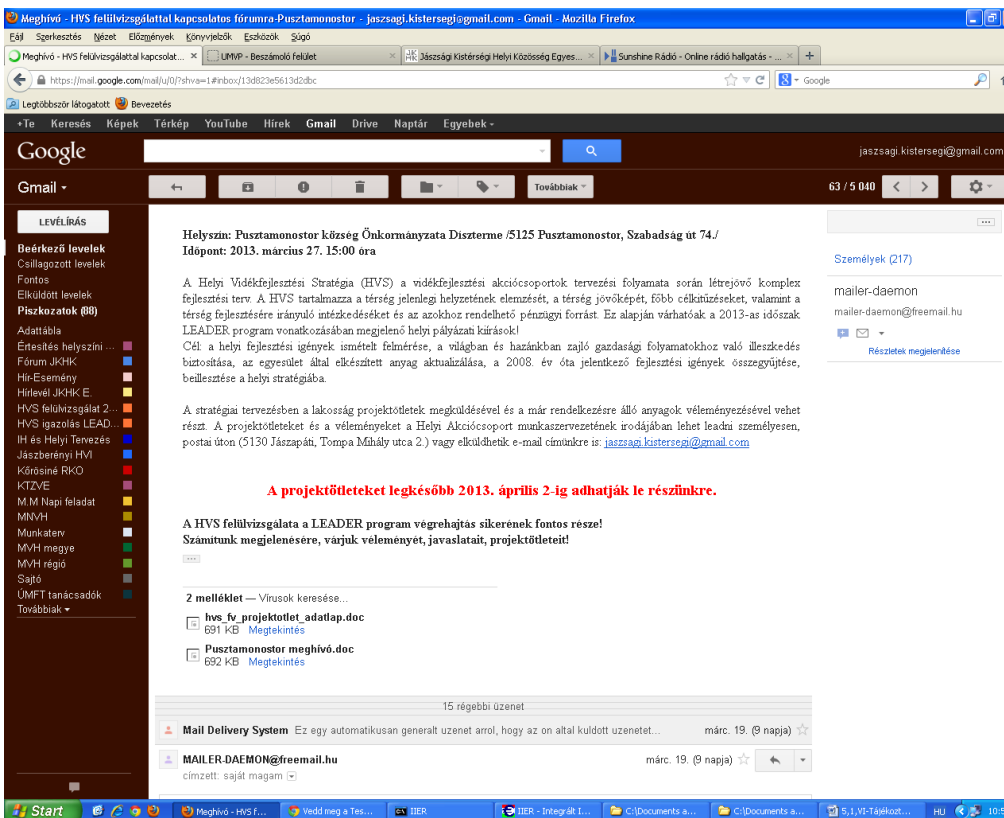 Meghívó - HVS felülvizsgálattal kapcsolatos fórumra-Pusztamonostor - jaszsagi.kistersegi@gmail.com - Gmail - Mozilla Firefox
Fájl Szerkesztés Nézet Előzmények Könyvjelzők Eszközök Súgó
Meghívó - HVS felülvizsgálattal kapcsolat... × UMVP - Beszámoló felület × Jászsági Kistérségi Helyi Közösség Egyes... × Sunshine Rádió - Online rádió hallgatás - ... × +
https://mail.google.com/mail/u/0/?shva=1#inbox/13d823e5613d2dbc Google
Legtöbbször látogatott Bevezetés
+Te Keresés Képek Térkép YouTube Hírek Gmail Drive Naptár Egyebek
Google jaszsagi.kistersegi@gmail.com
Gmail Továbbiak 63 / 5 040
LEVÉLÍRÁS
Beérkező levelek
Csillagozott levelek
Fontos
Elküldött levelek
Piszkozatok (88)
Adattábla
Értesítés helyszíni ...
Fórum JKHK
Hír-Esemény
Hírlevél JKHK E.
HVS felülvizsgálat 2...
HVS igazolás LEAD...
IH és Helyi Tervezés
Jászberényi HVI
Kőrösiné RKO
KTZVE
M.M Napi feladat
MNVH
Munkaterv
MVH megye
MVH régió
Sajtó
ÚMFT tanácsadók
Továbbiak
Helyszín: Pusztamonostor község Önkormányzata Díszterme /5125 Pusztamonostor, Szabadság út 74./
Időpont: 2013. március 27. 15:00 óra
A Helyi Vidékfejlesztési Stratégia (HVS) a vidékfejlesztési akciócsoportok tervezési folyamata során létrejövő komplex
fejlesztési terv. A HVS tartalmazza a térség jelenlegi helyzetének elemzését, a térség jövőképét, főbb célkitűzéseket, valamint a
térség fejlesztésére irányuló intézkedéseket és az azokhoz rendelhető pénzügyi forrást. Ez alapján várhatóak a 2013-as időszak
LEADER program vonatkozásában megjelenő helyi pályázati kiírások!
Cél: a helyi fejlesztési igények ismételt felmérése, a világban és hazánkban zajló gazdasági folyamatokhoz való illeszkedés
biztosítása, az egyesület által elkészített anyag aktualizálása, a 2008. év óta jelentkező fejlesztési igények összegyűjtése,
beillesztése a helyi stratégiába.
A stratégiai tervezésben a lakosság projektötletek megküldésével és a már rendelkezésre álló anyagok véleményezésével vehet
részt. A projektötleteket és a véleményeket a Helyi Akciócsoport munkaszervezetének irodájában lehet leadni személyesen,
postai úton (5130 Jászapáti, Tompa Mihály utca 2.) vagy elküldhetik e-mail címünkre is: jaszsagi.kistersegi@gmail.com
A projektötleteket legkésőbb 2013. április 2-ig adhatják le részünkre.
A HVS felülvizsgálata a LEADER program végrehajtás sikerének fontos része!
Számítunk megjelenésére, várjuk véleményét, javaslatait, projektötleteit!
2 melléklet — Vírusok keresése...
hvs_fv_projektotlet_adatlap.doc
691 KB Megtekintés
Pusztamonostor meghívó.doc
692 KB Megtekintés
15 régebbi üzenet
Mail Delivery System Ez egy automatikusan generalt uzenet arrol, hogy az on altal kuldott uzenetet... márc. 19. (9 napja)
MAILER-DAEMON@freemail.hu márc. 19. (9 napja)
címzett: saját magam
Személyek (217)
mailer-daemon
mailer-daemon@freemail.hu
Részletek megjelenítése
Start Meghívó - HVS f... Vedd meg a Tes... IIER IIER - Integrált I... C:\Documents a... C:\Documents a... 5,1,VI-Tájékozt... HU 10:5